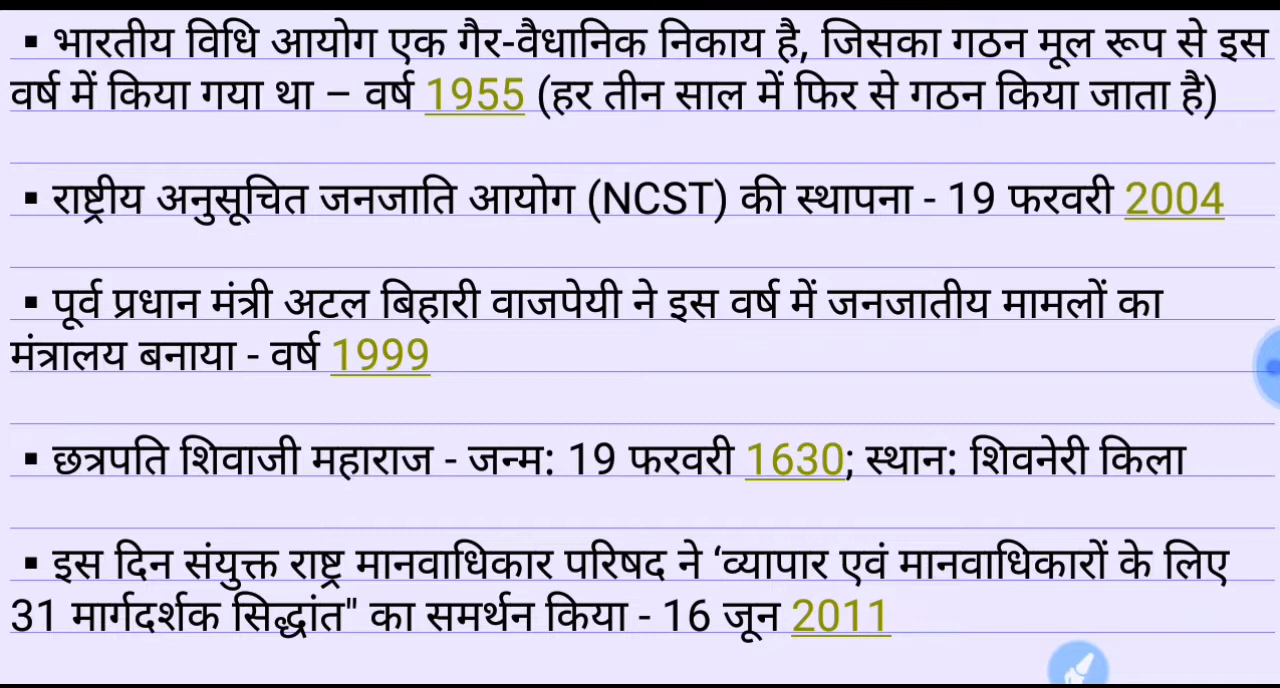 ▪ भारतीय विधि आयोग एक गैर-वैधानिक निकाय है, जिसका गठन मूल रूप से इस
वर्ष में किया गया था – वर्ष 1955 (हर तीन साल में फिर से गठन किया जाता है)
▪ राष्ट्रीय अनुसूचित जनजाति आयोग (NCST) की स्थापना - 19 फरवरी 2004
▪ पूर्व प्रधान मंत्री अटल बिहारी वाजपेयी ने इस वर्ष में जनजातीय मामलों का
मंत्रालय बनाया - वर्ष 1999
▪ छत्रपति शिवाजी महाराज - जन्म: 19 फरवरी 1630; स्थान: शिवनेरी किला
▪ इस दिन संयुक्त राष्ट्र मानवाधिकार परिषद ने ‘व्यापार एवं मानवाधिकारों के लिए
31 मार्गदर्शक सिद्धांत" का समर्थन किया - 16 जून 2011